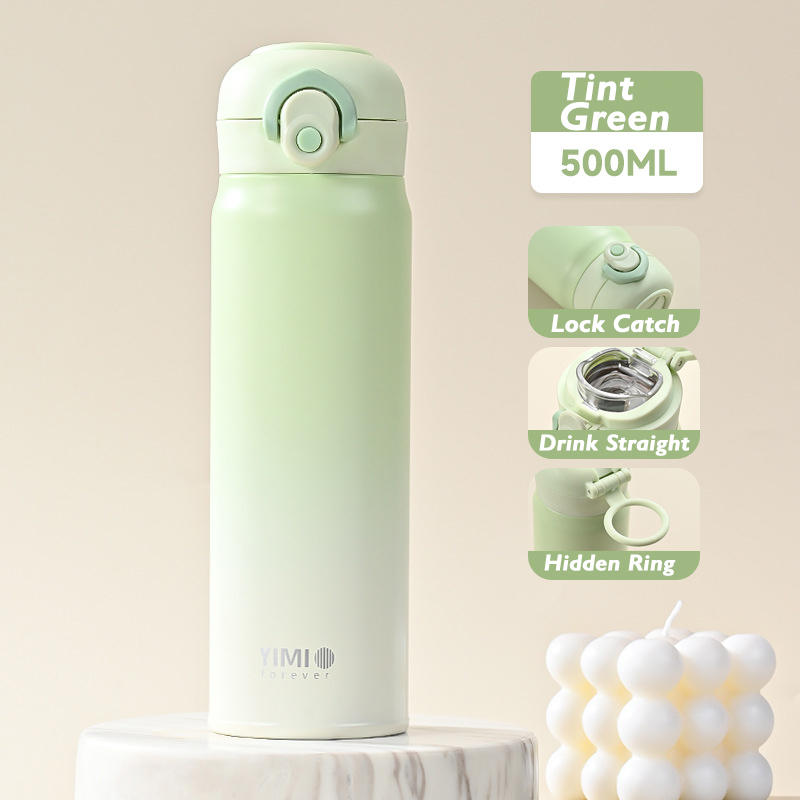 Tint
Green
500ML
Lock Catch
Drink Straight
Hidden Ring
YIMI
forever